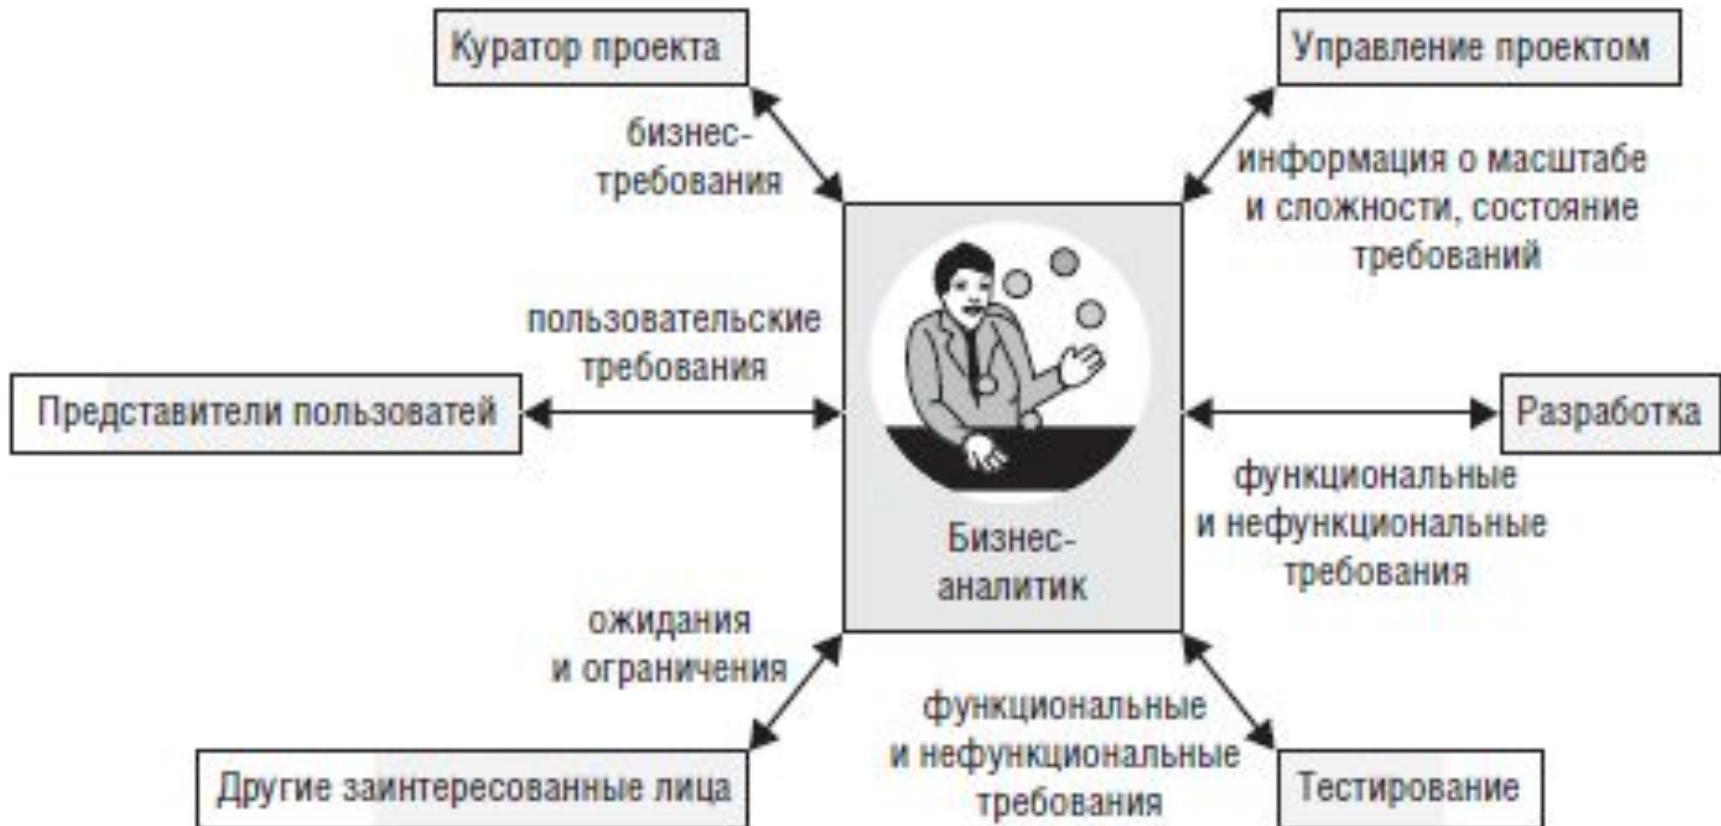 Куратор проекта
Управление проектом
бизнес-
требования
информация о масштабе
и сложности, состояние
требований
пользовательские
требования
Представители пользоватей
Разработка
функциональные
и нефункциональные
требования
Бизнес-
аналитик
ожидания
и ограничения
функциональные
и нефункциональные
требования
Другие заинтересованные лица
Тестирование